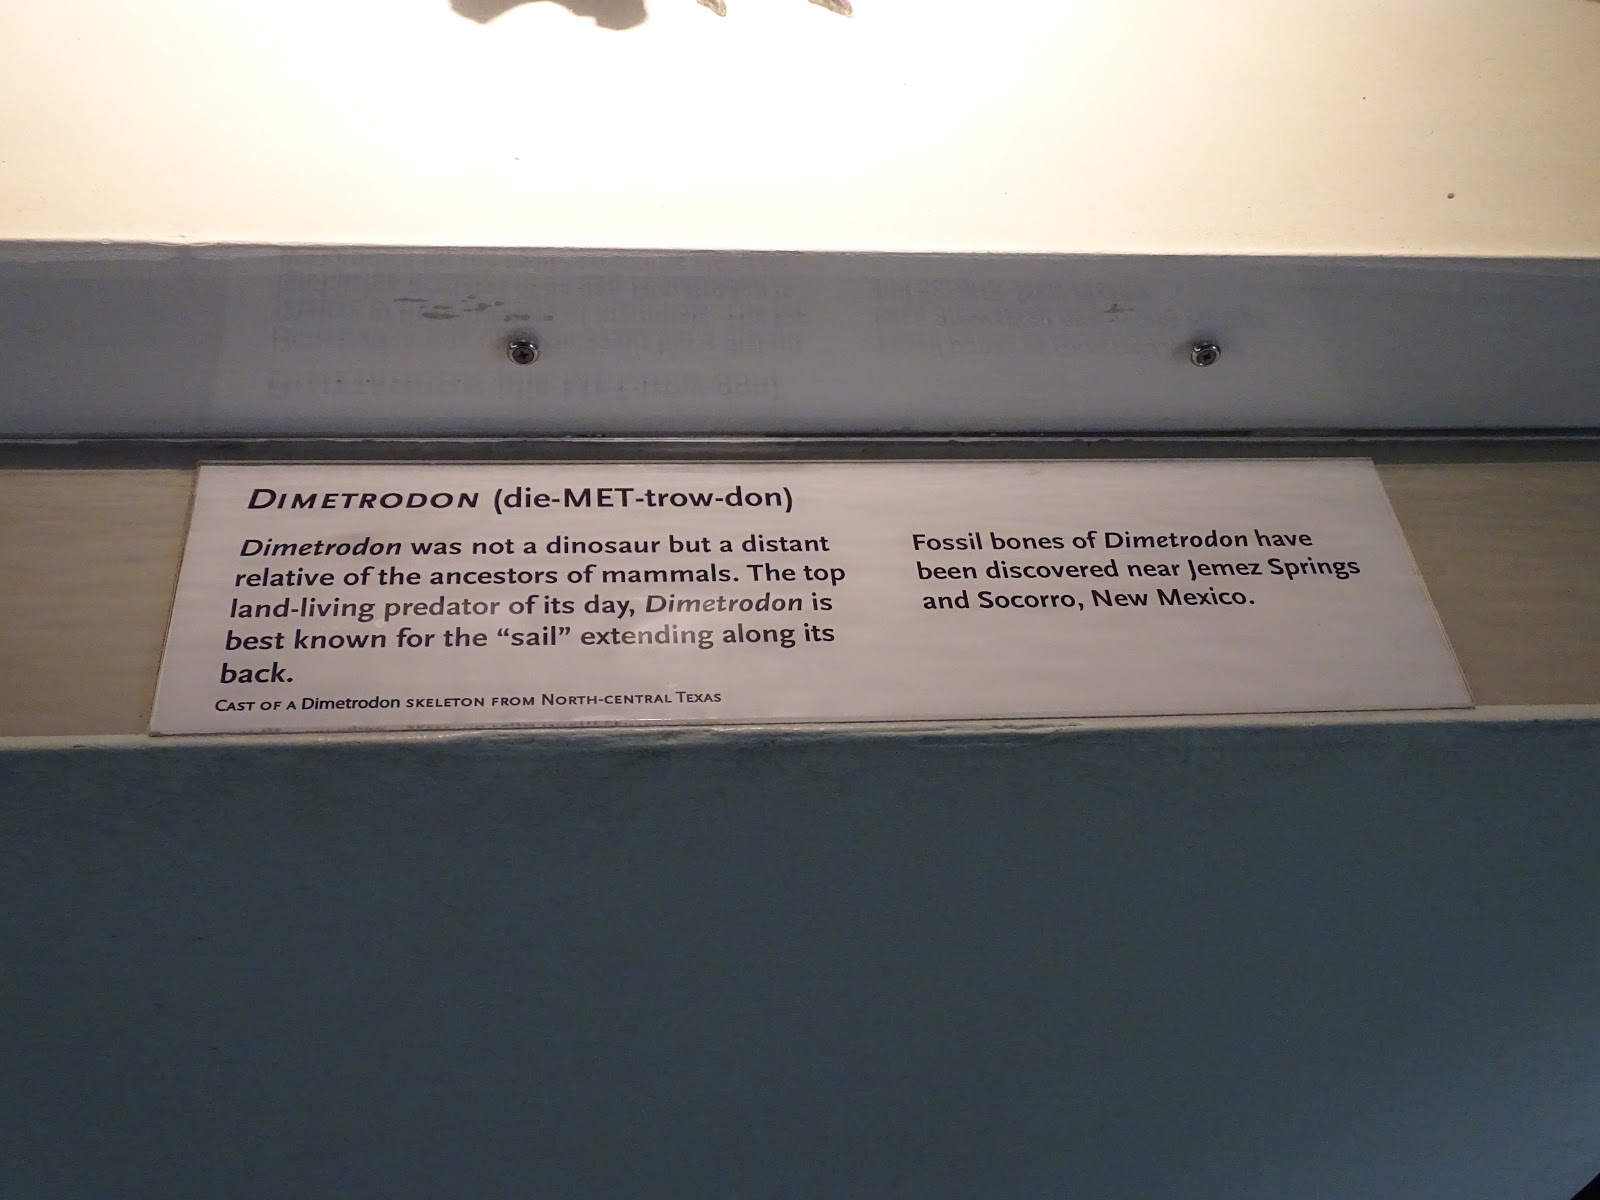 DIMETRODON (die-MET-trow-don)
Dimetrodon was not a dinosaur but a distant
relative of the ancestors of mammals. The top
land-living predator of its day, Dimetrodon is
best known for the “sail” extending along its
back.
CAST OF A Dimetrodon SKELETON FROM NORTH-CENTRAL TEXAS
Fossil bones of Dimetrodon have
been discovered near Jemez Springs
and Socorro, New Mexico.